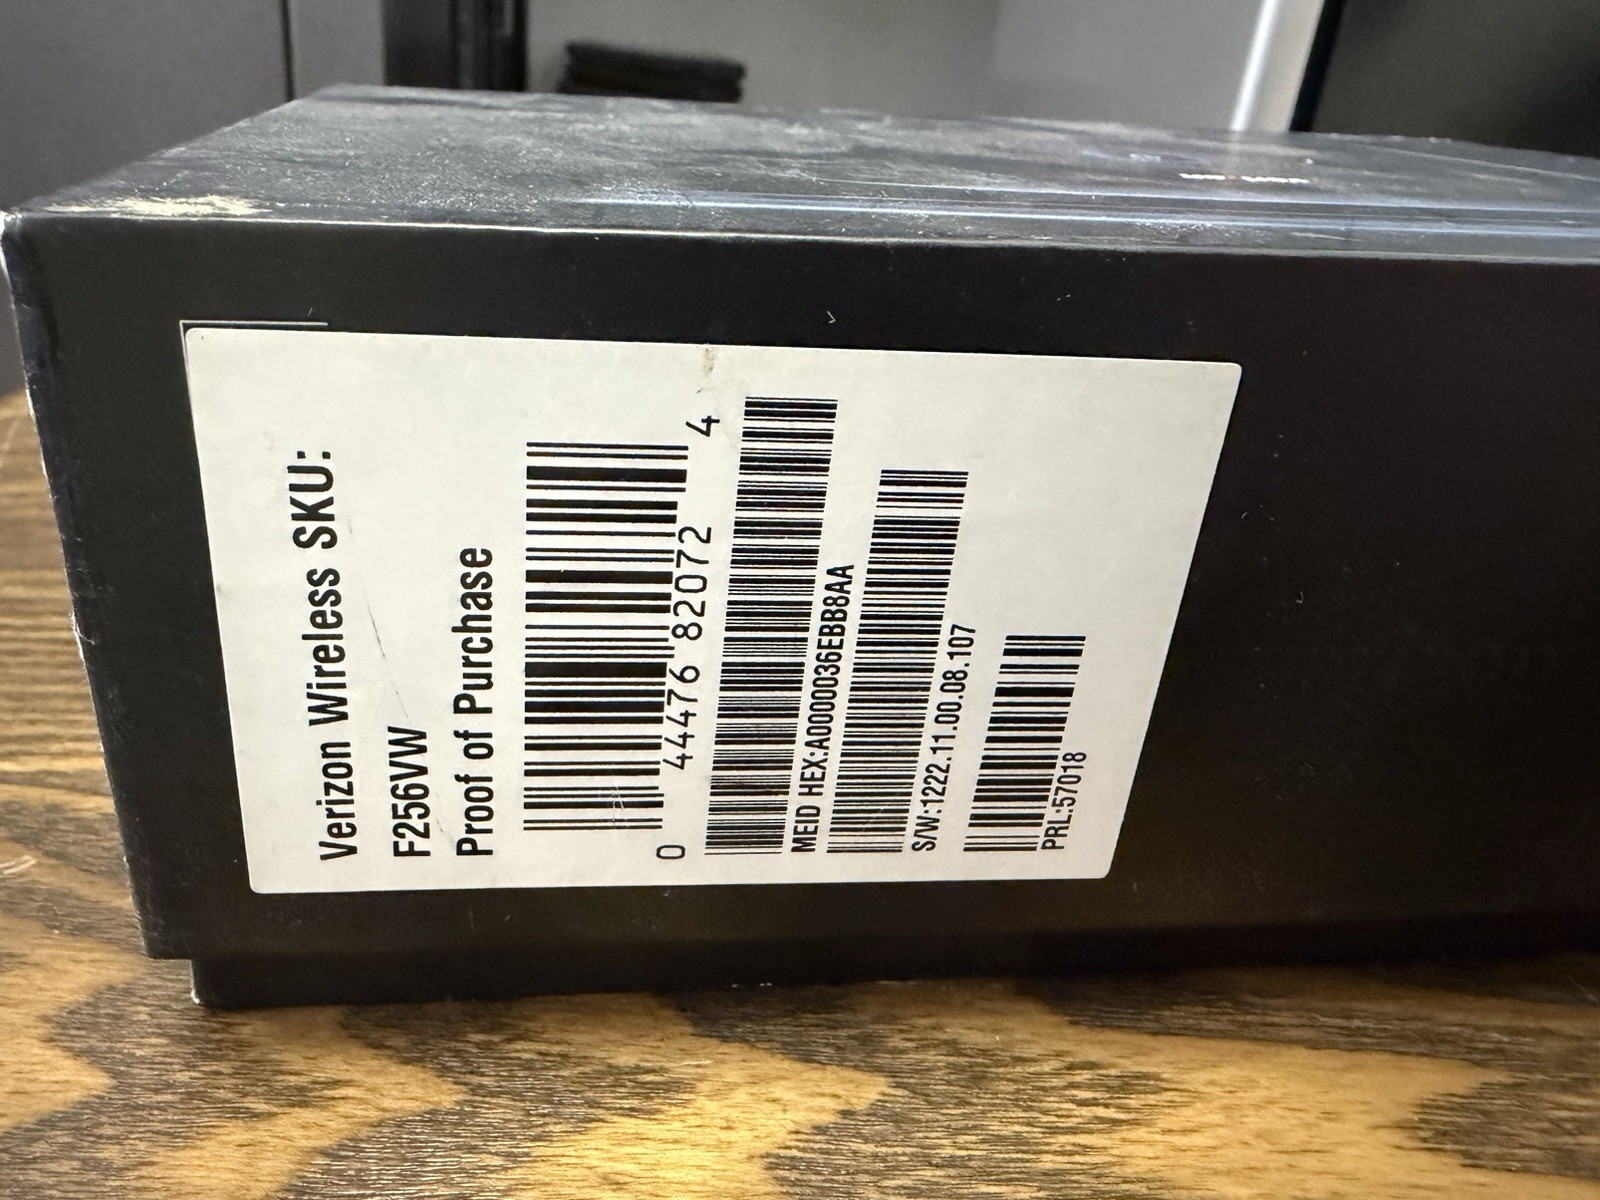 Verizon Wireless SKU:
F256VW
Proof of Purchase
0 44476 82072 4
MEID HEX:A0000036EBB8AA
S/W:1222.11.00.08.107
PRL:57018